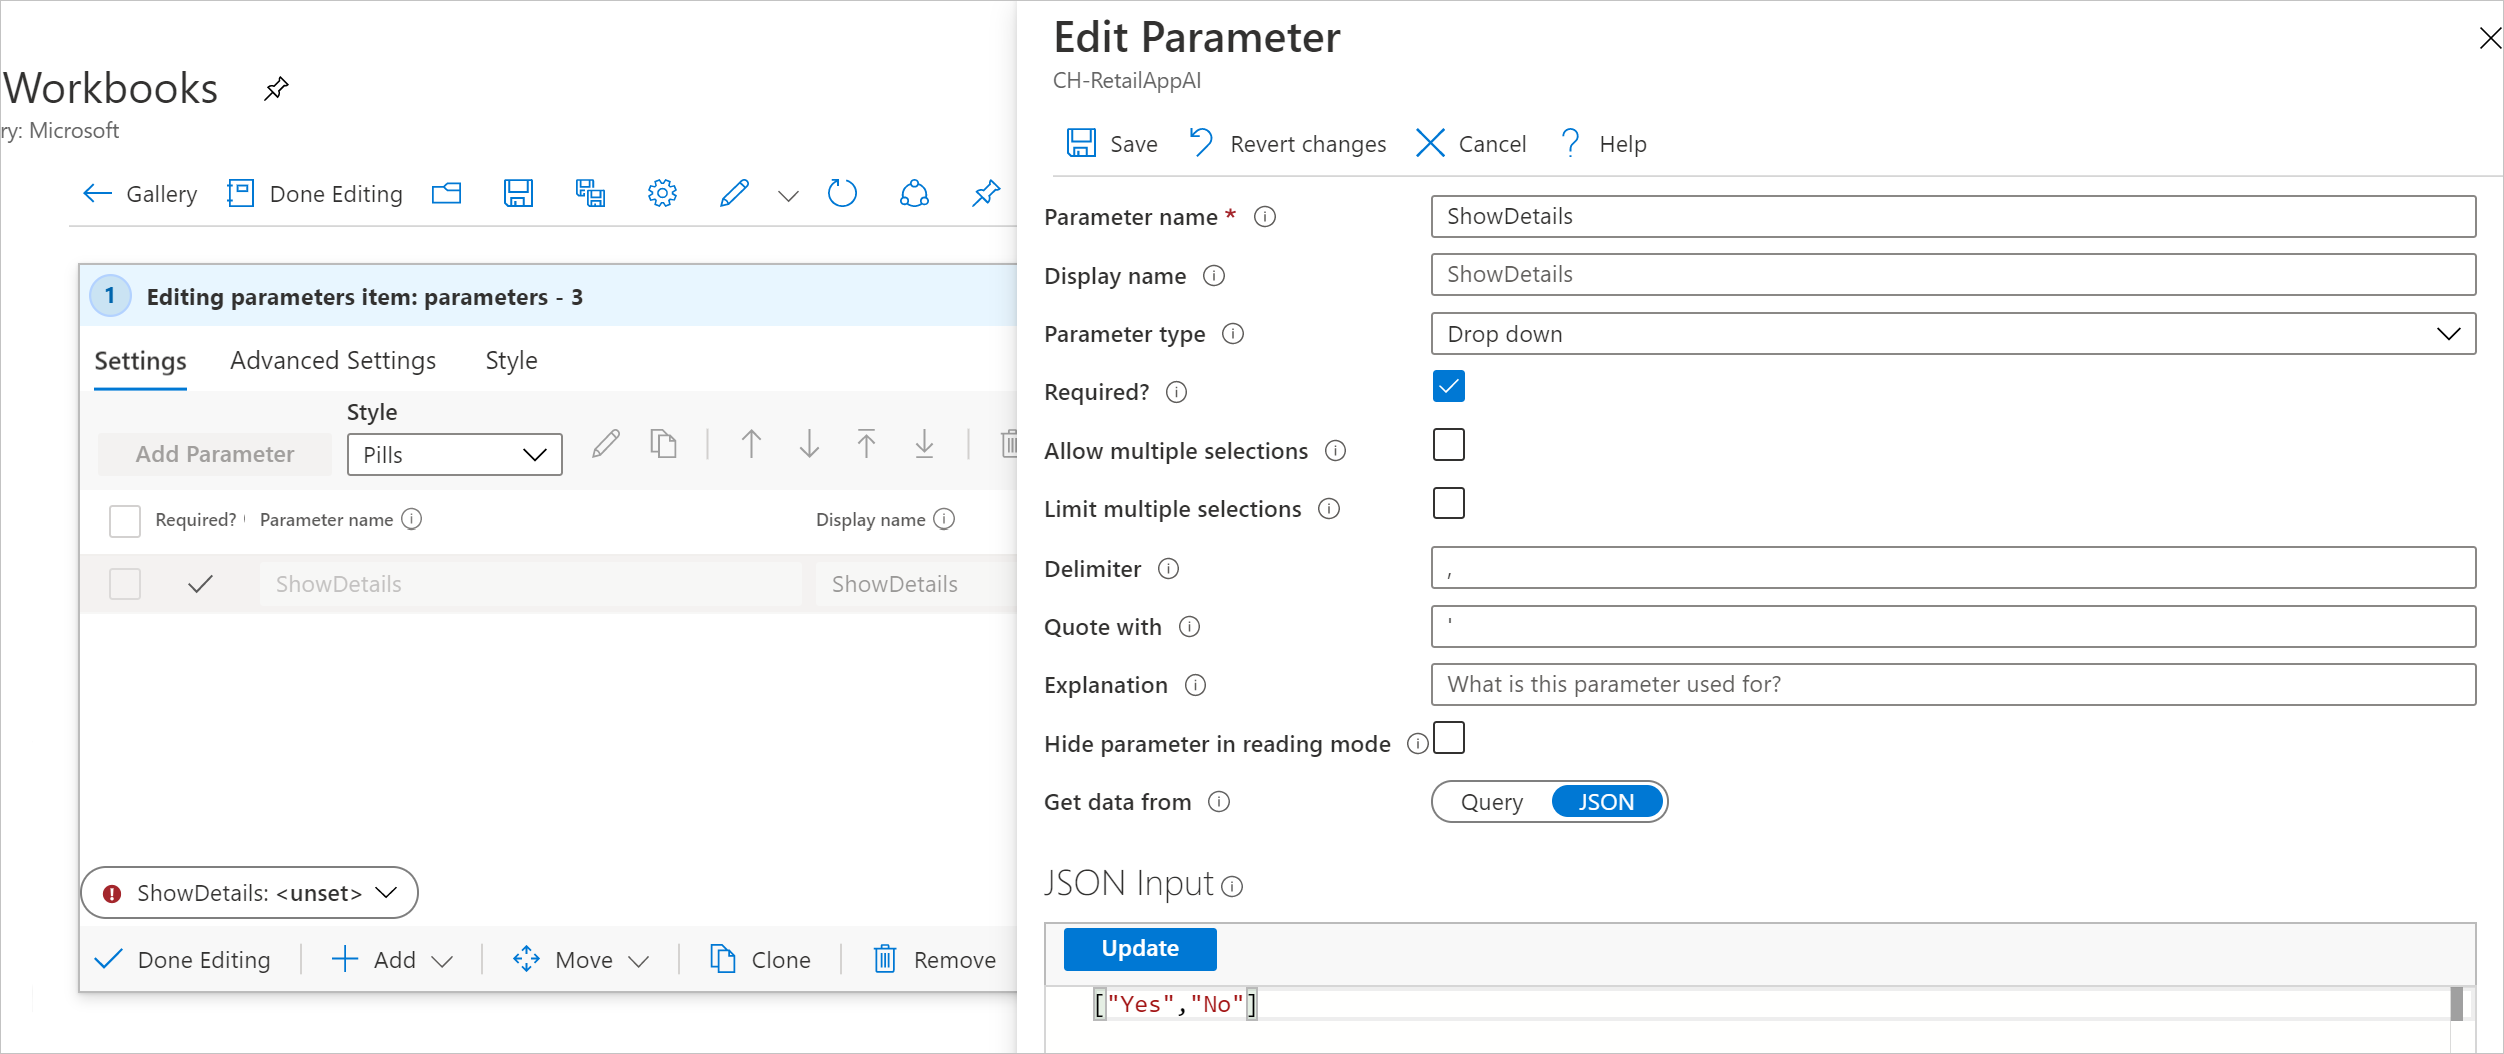 Workbooks
ry: Microsoft
Gallery
Done Editing
1 Editing parameters item: parameters - 3
Settings
Advanced Settings
Style
Style
Add Parameter
Pills
Required?
Parameter name
Display name
ShowDetails
ShowDetails
ShowDetails: <unset>
Done Editing
Add
Move
Clone
Remove
Edit Parameter
CH-RetailAppAI
Save
Revert changes
Cancel
Help
Parameter name *
ShowDetails
Display name
ShowDetails
Parameter type
Drop down
Required?
Allow multiple selections
Limit multiple selections
Delimiter
,
Quote with
'
Explanation
What is this parameter used for?
Hide parameter in reading mode
Get data from
Query
JSON
JSON Input
Update
["Yes","No"]